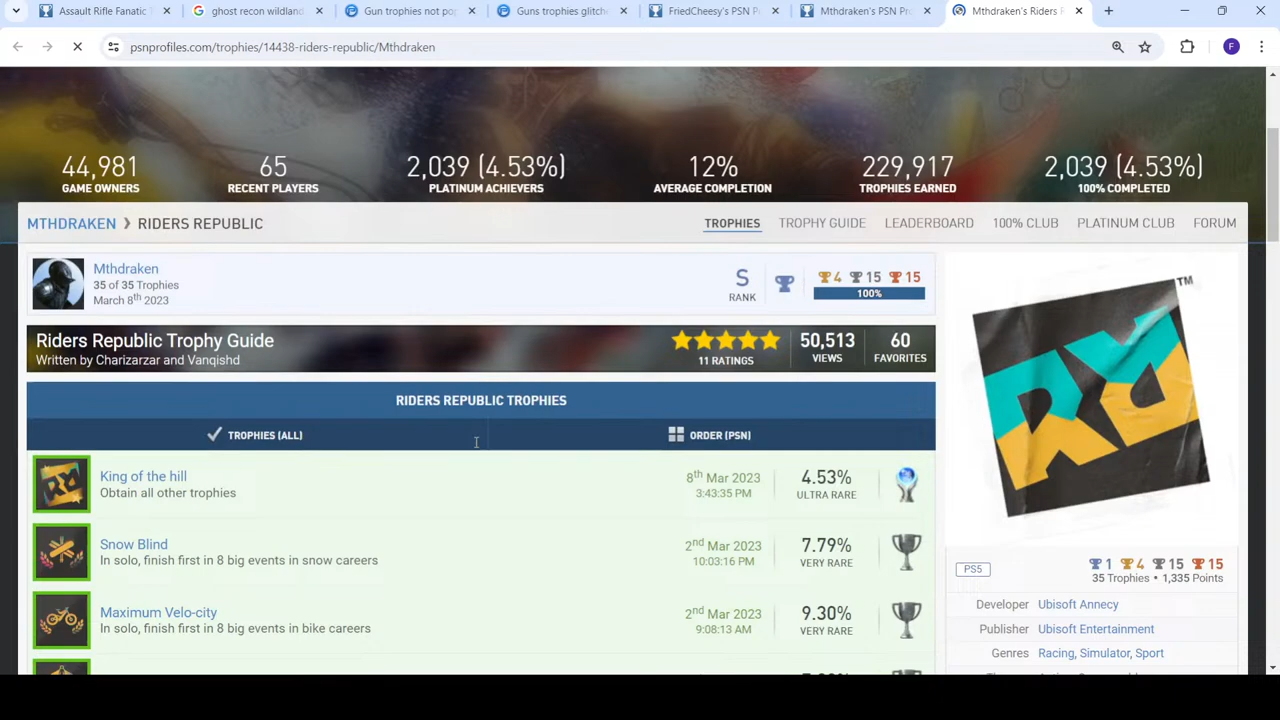 Assault Rifle Fanatic T
ghost recon wildland
Gun trophies not pop
Guns trophies glitche
FriedCheesy's PSN Pr
Mthdraken's PSN Pro
Mthdraken's Riders R
psnprofiles.com/trophies/14438-riders-republic/Mthdraken
F
44,981
GAME OWNERS
65
RECENT PLAYERS
2,039 (4.53%)
PLATINUM ACHIEVERS
12%
AVERAGE COMPLETION
229,917
TROPHIES EARNED
2,039 (4.53%)
100% COMPLETED
MTHDRAKEN > RIDERS REPUBLIC
TROPHIES TROPHY GUIDE LEADERBOARD 100% CLUB PLATINUM CLUB FORUM
Mthdraken
35 of 35 Trophies
March 8th 2023
S
RANK
4 15 15
100%
Riders Republic Trophy Guide
Written by Charizarzar and Vanqishd
11 RATINGS
50,513
VIEWS
60
FAVORITES
RIDERS REPUBLIC TROPHIES
TROPHIES (ALL) ORDER (PSN)
King of the hill
Obtain all other trophies
8th Mar 2023
3:43:35 PM
4.53%
ULTRA RARE
Snow Blind
In solo, finish first in 8 big events in snow careers
2nd Mar 2023
10:03:16 PM
7.79%
VERY RARE
Maximum Velo-city
In solo, finish first in 8 big events in bike careers
2nd Mar 2023
9:08:13 AM
9.30%
VERY RARE
RR
TM
PS5
1 4 15 15
35 Trophies • 1,335 Points
Developer Ubisoft Annecy
Publisher Ubisoft Entertainment
Genres Racing, Simulator, Sport